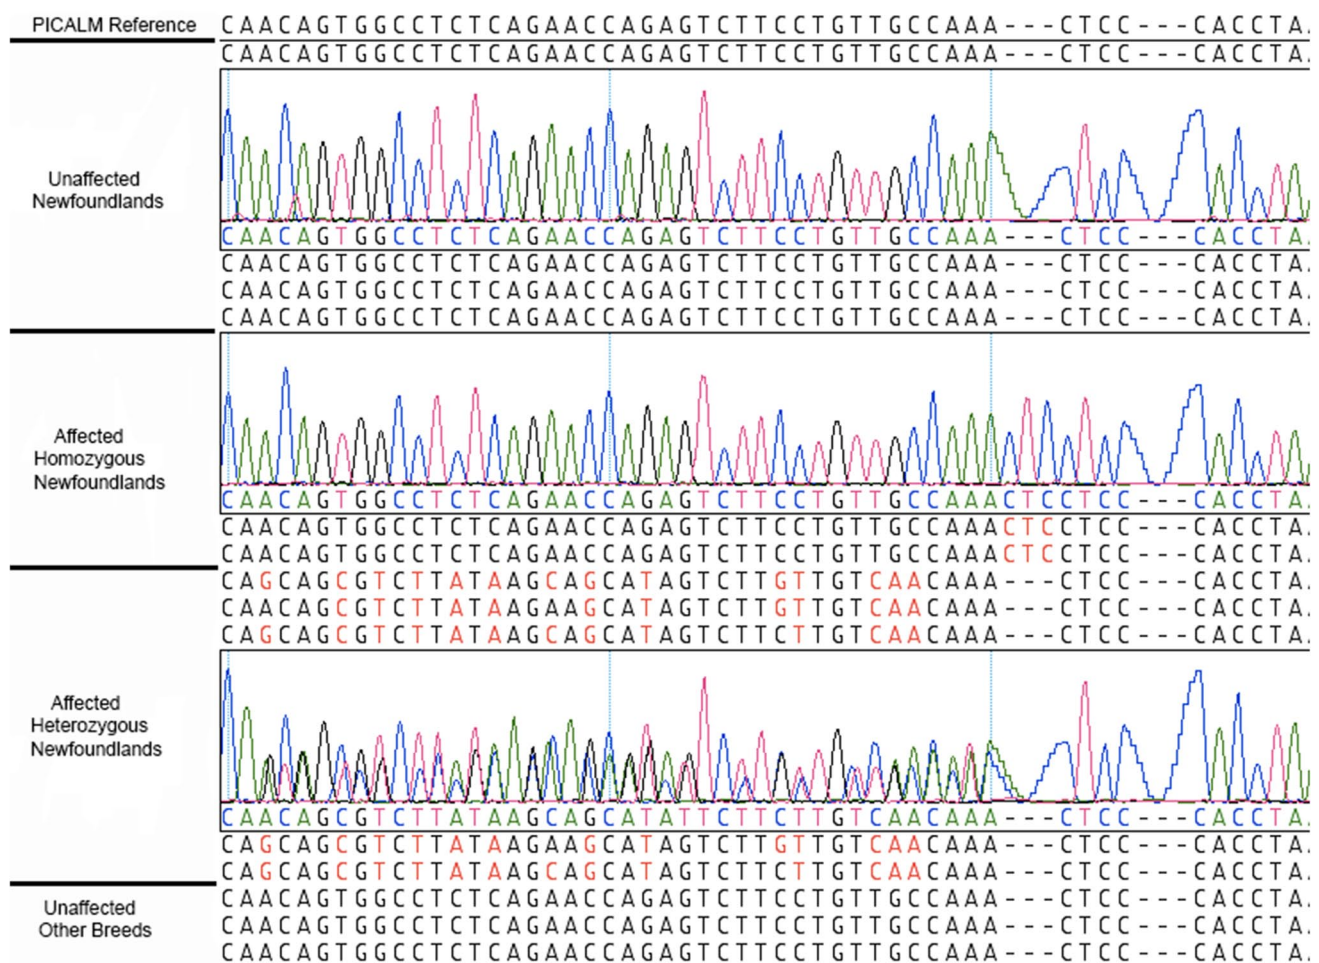 PICALM Reference CAACAGTGGCCTCTCAGAACCAGAGTCTTCCTGTTGCCAAA---CTCC---CACCTA.
CAACAGTGGCCTCTCAGAACCAGAGTCTTCCTGTTGCCAAA---CTCC---CACCTA.
Unaffected
Newfoundlands
CAACAGTGGCCTCTCAGAACCAGAGTCTTCCTGTTGCCAAA---CTCC---CACCTA.
CAACAGTGGCCTCTCAGAACCAGAGTCTTCCTGTTGCCAAA---CTCC---CACCTA.
CAACAGTGGCCTCTCAGAACCAGAGTCTTCCTGTTGCCAAA---CTCC---CACCTA.
CAACAGTGGCCTCTCAGAACCAGAGTCTTCCTGTTGCCAAA---CTCC---CACCTA.
Affected
Homozygous
Newfoundlands
CAACAGTGGCCTCTCAGAACCAGAGTCTTCCTGTTGCCAAACTCCTCC---CACCTA.
CAACAGTGGCCTCTCAGAACCAGAGTCTTCCTGTTGCCAAACTCCTCC---CACCTA.
CAACAGTGGCCTCTCAGAACCAGAGTCTTCCTGTTGCCAAACTCCTCC---CACCTA.
CAGCAGCGTCTTATAAGCAGCATAGTCTTGTTGTCAACAAA---CTCC---CACCTA.
CAACAGCGTCTTATAAGAAGCATAGTCTTGTTGTCAACAAA---CTCC---CACCTA.
CAGCAGCGTCTTATAAGCAGCATAGTCTTCTTGTCAACAAA---CTCC---CACCTA.
Affected
Heterozygous
Newfoundlands
CAACAGCGTCTTATAAGCAGCATATTCTTCTTGTCAACAAA---CTCC---CACCTA.
CAGCAGCGTCTTATAAGAAGCATAGTCTTGTTGTCAACAAA---CTCC---CACCTA.
CAGCAGCGTCTTATAAGCAGCATAGTCTTCTTGTCAACAAA---CTCC---CACCTA.
Unaffected
Other Breeds
CAACAGTGGCCTCTCAGAACCAGAGTCTTCCTGTTGCCAAA---CTCC---CACCTA.
CAACAGTGGCCTCTCAGAACCAGAGTCTTCCTGTTGCCAAA---CTCC---CACCTA.
CAACAGTGGCCTCTCAGAACCAGAGTCTTCCTGTTGCCAAA---CTCC---CACCTA.